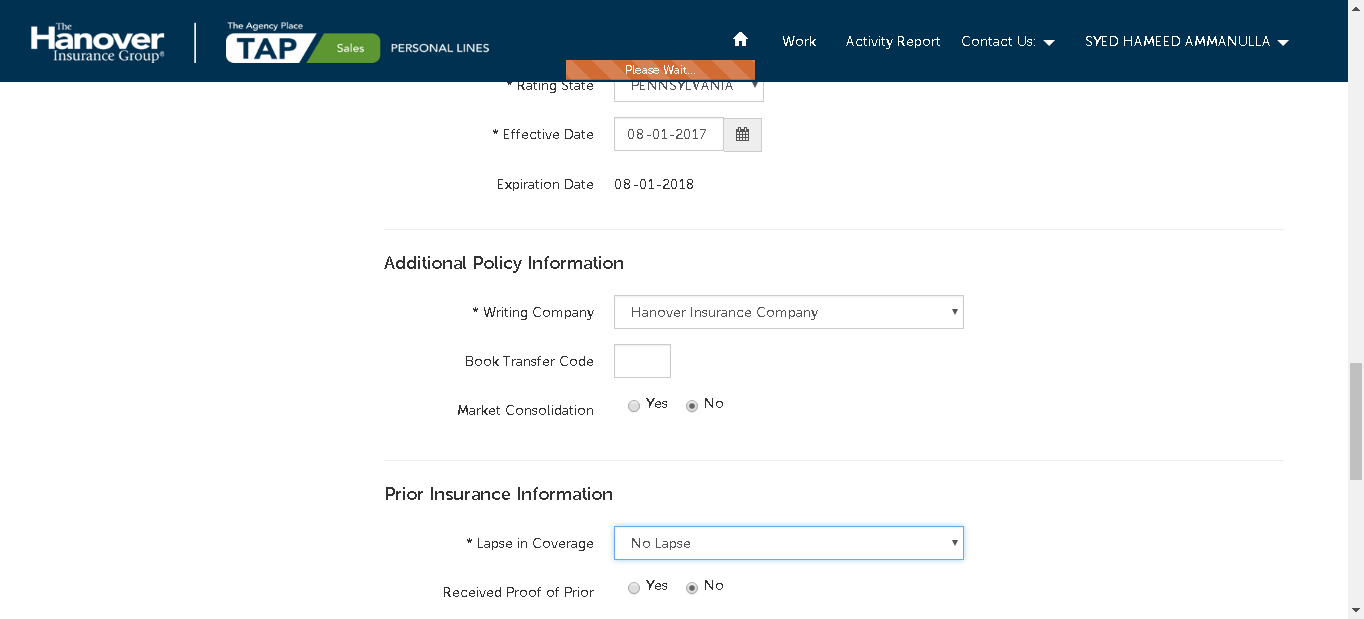 The
Hanover
Insurance Group®
The Agency Place
TAP Sales PERSONAL LINES
Work Activity Report Contact Us: SYED HAMEED AMMANULLA
Please Wait...
* Rating State PENNSYLVANIA
* Effective Date 08-01-2017
Expiration Date 08-01-2018
Additional Policy Information
* Writing Company Hanover Insurance Company
Book Transfer Code
Market Consolidation Yes No
Prior Insurance Information
* Lapse in Coverage No Lapse
Received Proof of Prior Yes No